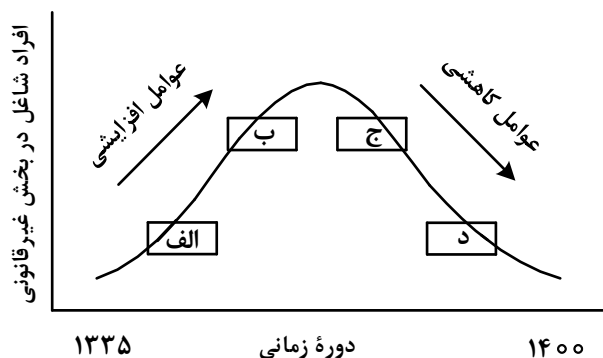 افراد شاغل در بخش غیرقانونی
عوامل افزایشی
عوامل کاهشی
ب
ج
الف
د
۱۳۳۵
دورهٔ زمانی
۱۴۰۰